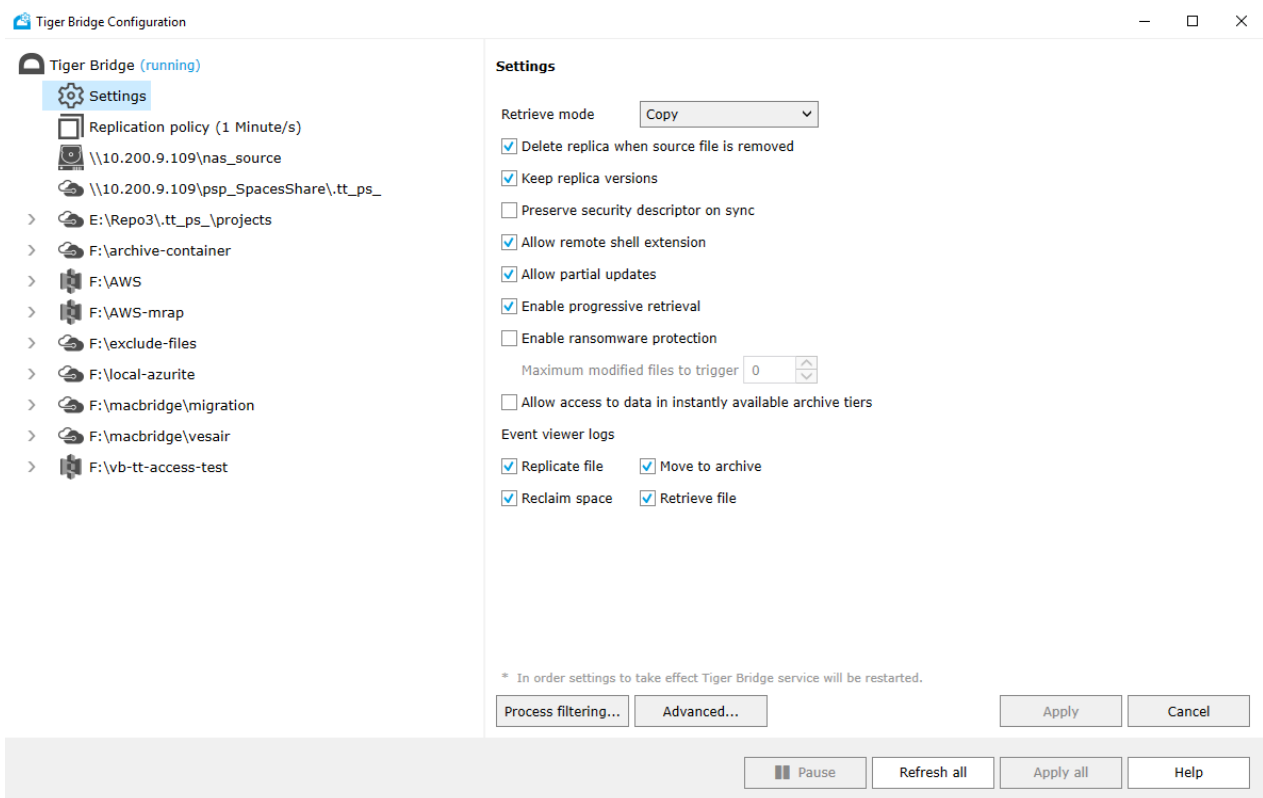 Tiger Bridge Configuration
Tiger Bridge (running)
Settings
Replication policy (1 Minute/s)
\\10.200.9.109\nas_source
\\10.200.9.109\psp_SpacesShare\.tt_ps_
E:\Repo3\.tt_ps_\projects
F:\archive-container
F:\AWS
F:\AWS-mrap
F:\exclude-files
F:\local-azurite
F:\macbridge\migration
F:\macbridge\vesair
F:\vb-tt-access-test
Settings
Retrieve mode Copy
Delete replica when source file is removed
Keep replica versions
Preserve security descriptor on sync
Allow remote shell extension
Allow partial updates
Enable progressive retrieval
Enable ransomware protection
Maximum modified files to trigger 0
Allow access to data in instantly available archive tiers
Event viewer logs
Replicate file Move to archive
Reclaim space Retrieve file
* In order settings to take effect Tiger Bridge service will be restarted.
Process filtering... Advanced... Apply Cancel
Pause Refresh all Apply all Help